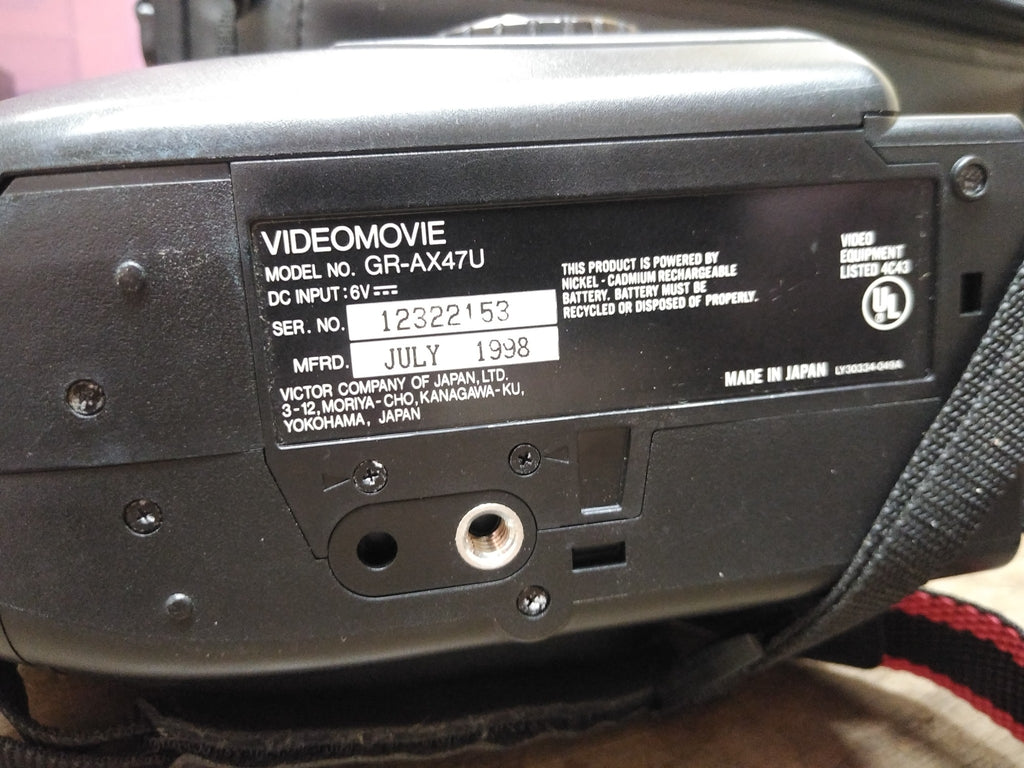 VIDEOMOVIE
MODEL NO. GR-AX47U
DC INPUT : 6V
SER. NO. 12322153
MFRD. JULY 1998
VICTOR COMPANY OF JAPAN, LTD.
3-12, MORIYA-CHO, KANAGAWA-KU,
YOKOHAMA, JAPAN
THIS PRODUCT IS POWERED BY
NICKEL-CADMIUM RECHARGEABLE
BATTERY. BATTERY MUST BE
RECYCLED OR DISPOSED OF PROPERLY.
VIDEO
EQUIPMENT
LISTED 4C43
UL
MADE IN JAPAN LY30334-049A